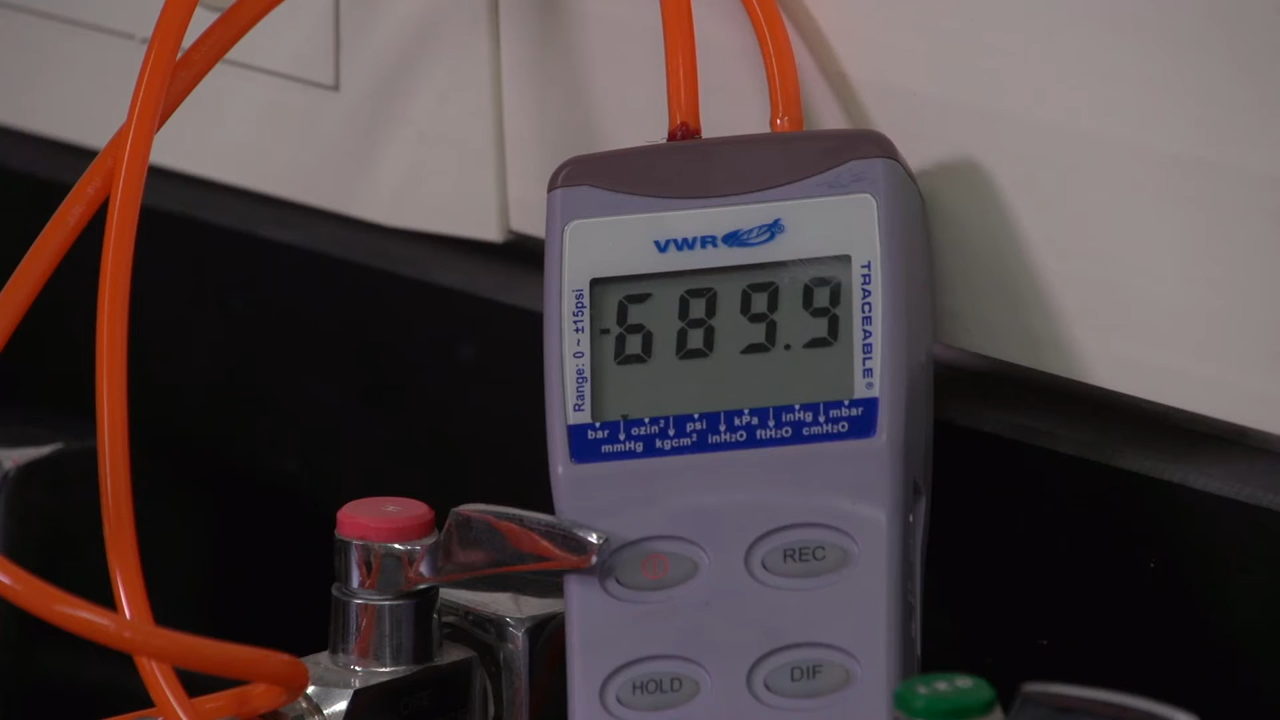 VWR®
Range: 0 ~ ±15psi
-689.9
TRACEABLE®
bar ozin² psi kPa inHg mbar
mmHg kgcm² inH₂O ftH₂O cmH₂O
REC
HOLD
DIF